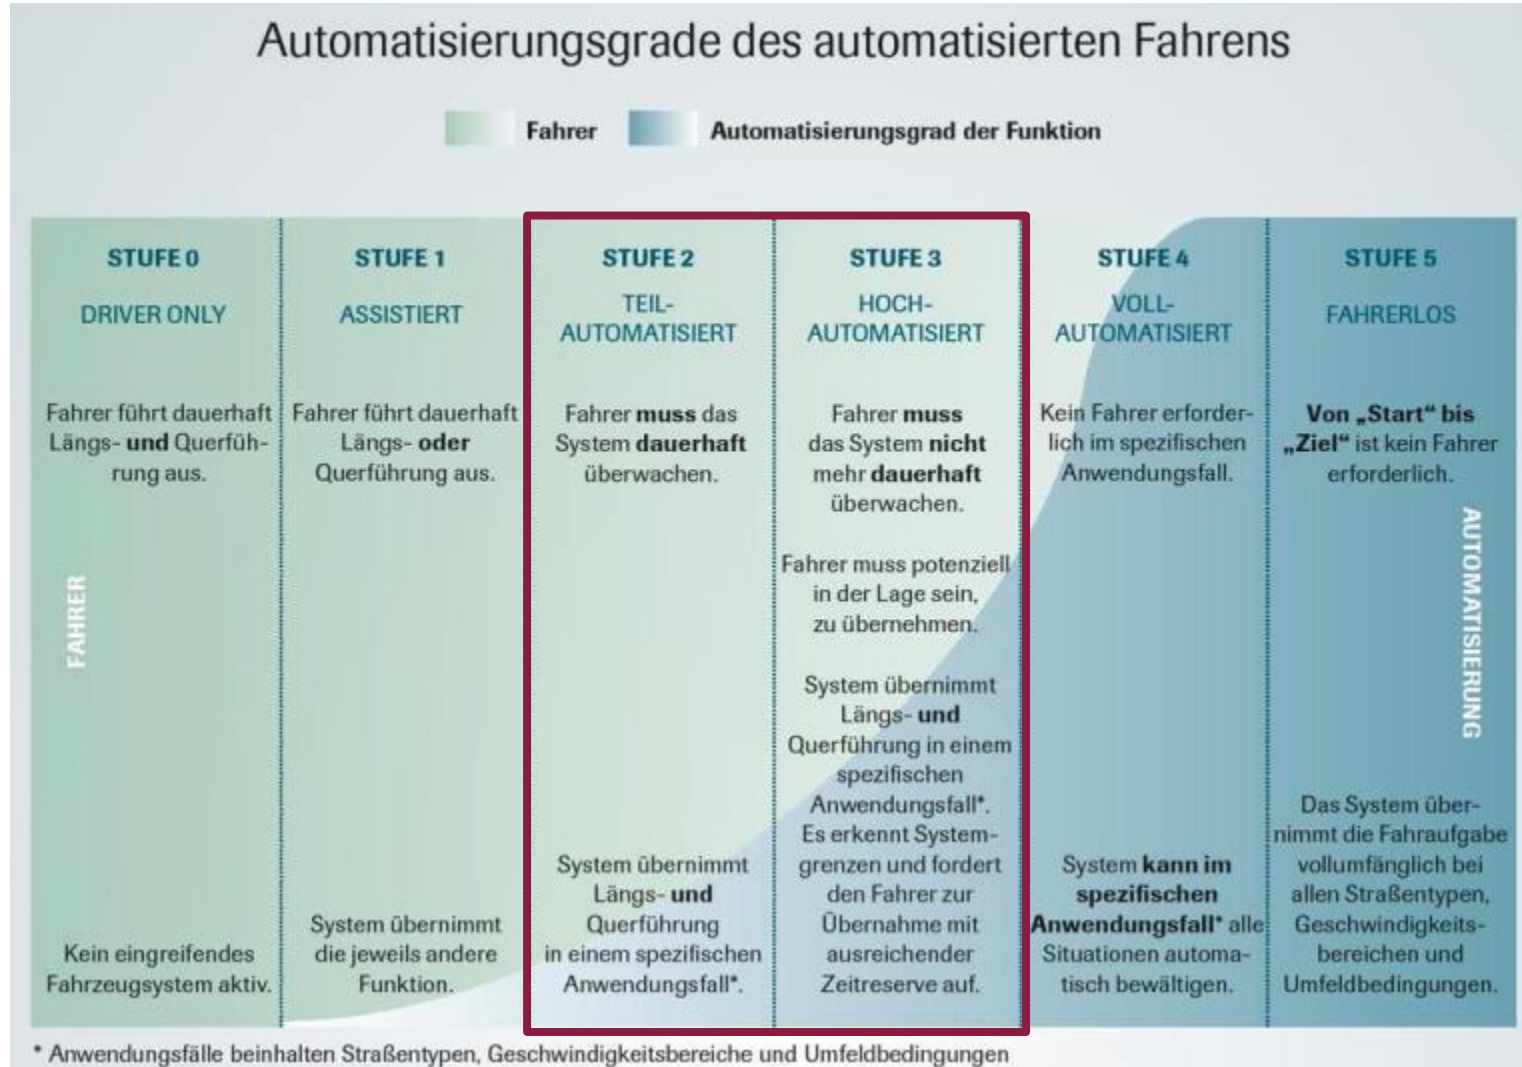 Automatisierungsgrade des automatisierten Fahrens
Fahrer
Automatisierungsgrad der Funktion
STUFE 0
DRIVER ONLY
Fahrer führt dauerhaft
Längs- und Querfüh-
rung aus.
FAHRER
Kein eingreifendes
Fahrzeugsystem aktiv.
STUFE 1
ASSISTIERT
Fahrer führt dauerhaft
Längs- oder
Querführung aus.
System übernimmt
die jeweils andere
Funktion.
STUFE 2
TEIL-
AUTOMATISIERT
Fahrer muss das
System dauerhaft
überwachen.
System übernimmt
Längs- und
Querführung
in einem spezifischen
Anwendungsfall*.
STUFE 3
HOCH-
AUTOMATISIERT
Fahrer muss
das System nicht
mehr dauerhaft
überwachen.
Fahrer muss potenziell
in der Lage sein,
zu übernehmen.
System übernimmt
Längs- und
Querführung in einem
spezifischen
Anwendungsfall*.
Es erkennt System-
grenzen und fordert
den Fahrer zur
Übernahme mit
ausreichender
Zeitreserve auf.
STUFE 4
VOLL-
AUTOMATISIERT
Kein Fahrer erforder-
lich im spezifischen
Anwendungsfall.
System kann im
spezifischen
Anwendungsfall* alle
Situationen automa-
tisch bewältigen.
STUFE 5
FAHRERLOS
Von „Start“ bis
„Ziel“ ist kein Fahrer
erforderlich.
AUTOMATISIERUNG
Das System über-
nimmt die Fahraufgabe
vollumfänglich bei
allen Straßentypen,
Geschwindigkeits-
bereichen und
Umfeldbedingungen.
* Anwendungsfälle beinhalten Straßentypen, Geschwindigkeitsbereiche und Umfeldbedingungen